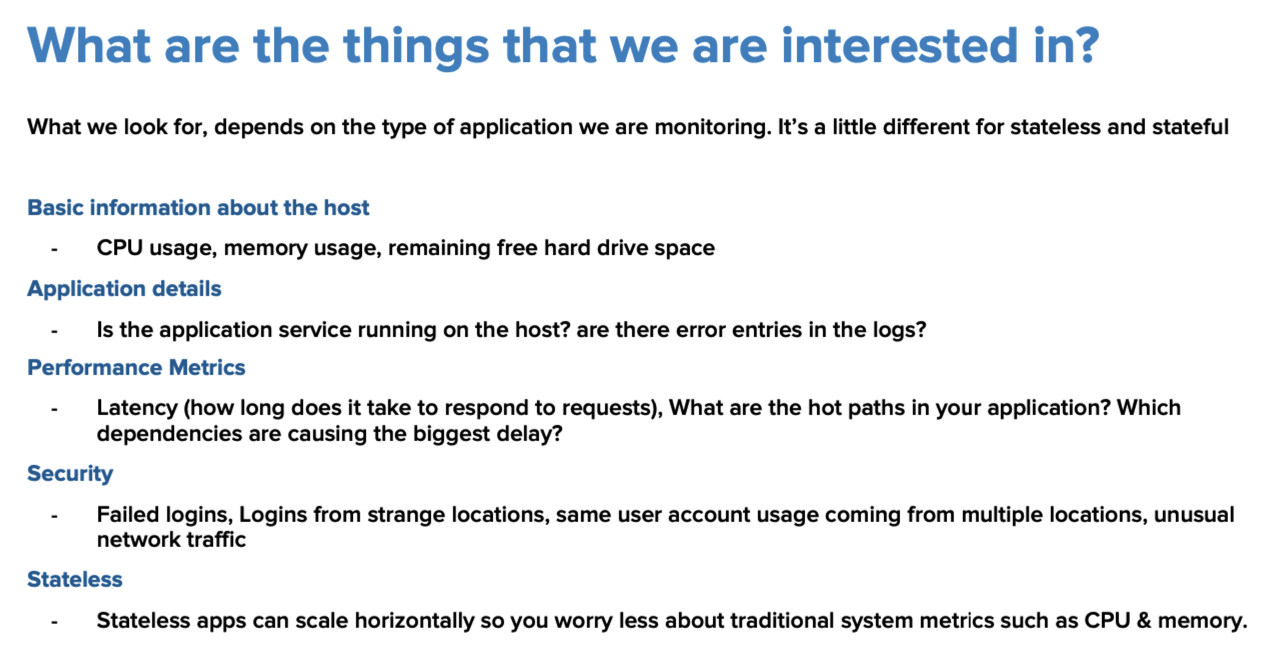 What are the things that we are interested in?
What we look for, depends on the type of application we are monitoring. It’s a little different for stateless and stateful
Basic information about the host
- CPU usage, memory usage, remaining free hard drive space
Application details
- Is the application service running on the host? are there error entries in the logs?
Performance Metrics
- Latency (how long does it take to respond to requests), What are the hot paths in your application? Which
dependencies are causing the biggest delay?
Security
- Failed logins, Logins from strange locations, same user account usage coming from multiple locations, unusual
network traffic
Stateless
- Stateless apps can scale horizontally so you worry less about traditional system metrics such as CPU & memory.